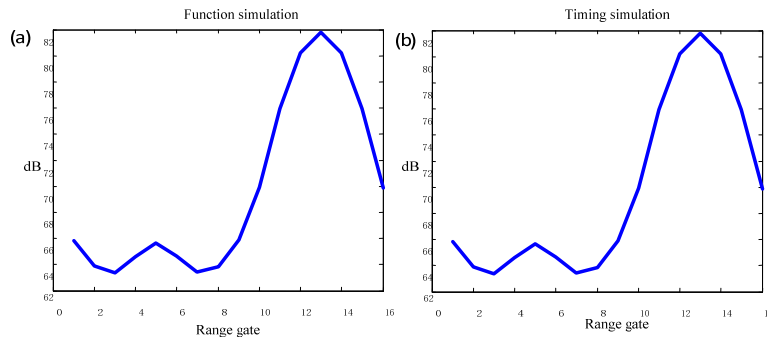 Function simulation
(a)
82
80
78
76
74
72
70
68
66
64
62
dB
0 2 4 6 8 10 12 14 16
Range gate
Timing simulation
(b)
82
80
78
76
74
72
70
68
66
64
62
dB
0 2 4 6 8 10 12 14
Range gate